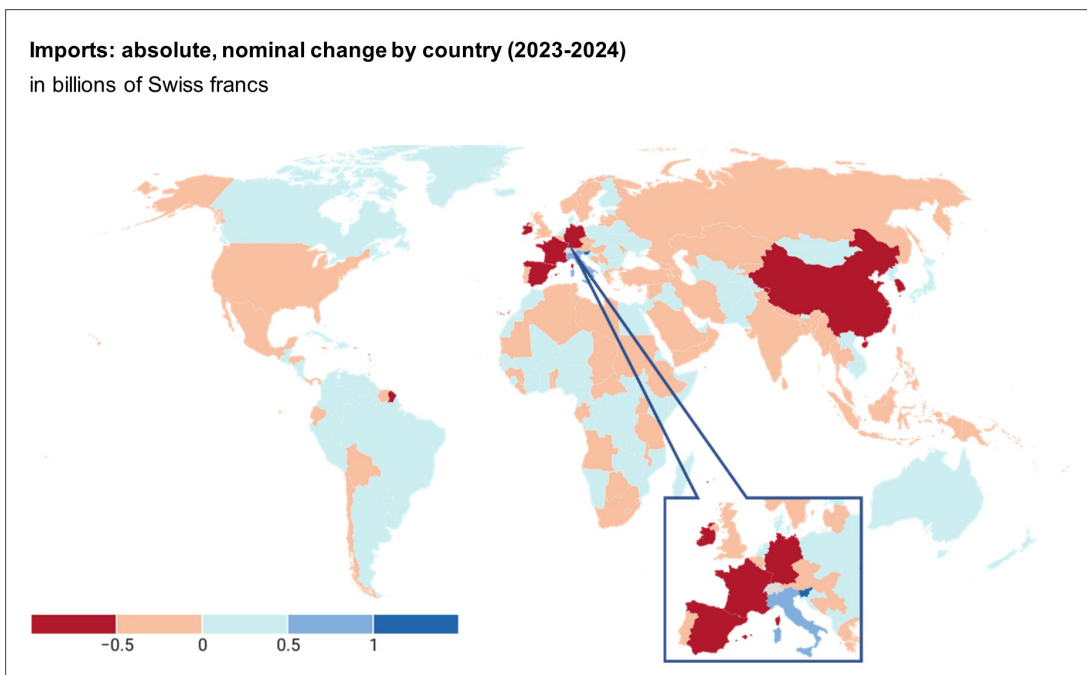 Imports: absolute, nominal change by country (2023-2024)
in billions of Swiss francs
−0.5 0 0.5 1